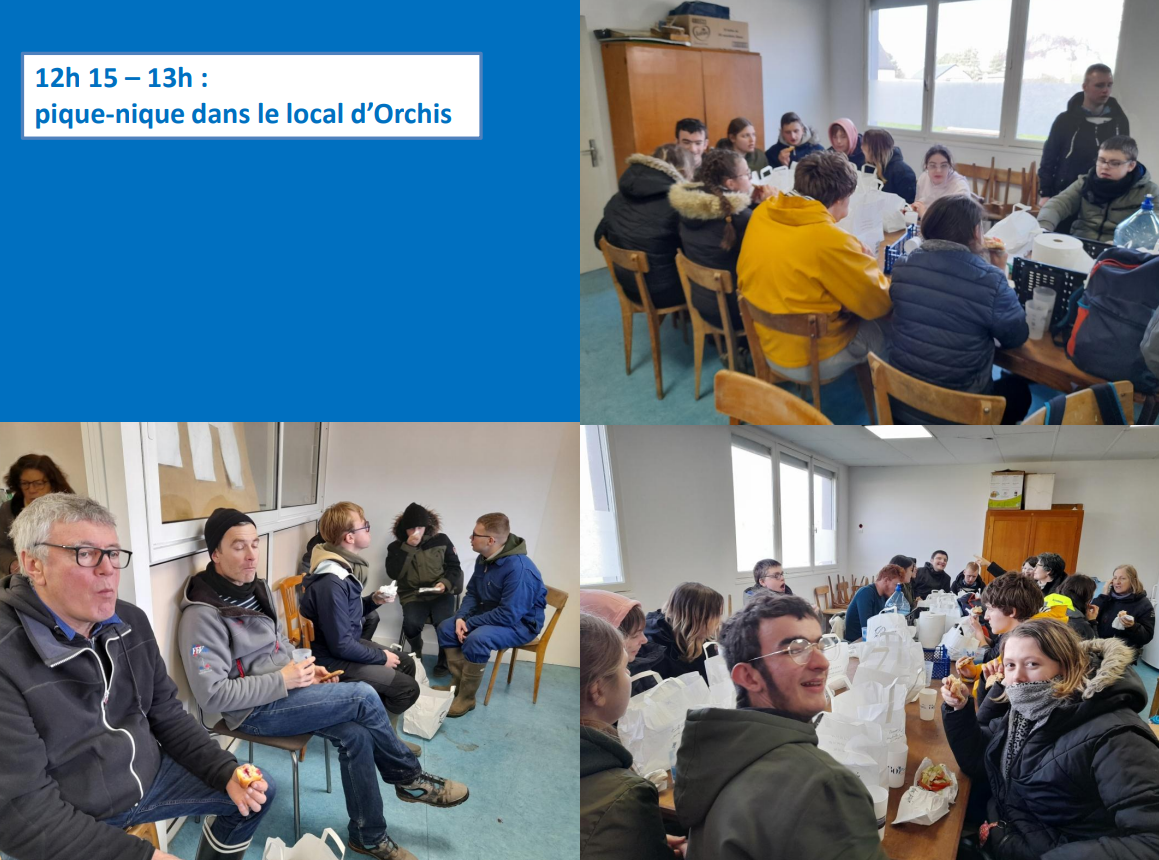 12h 15 – 13h :
pique-nique dans le local d’Orchis